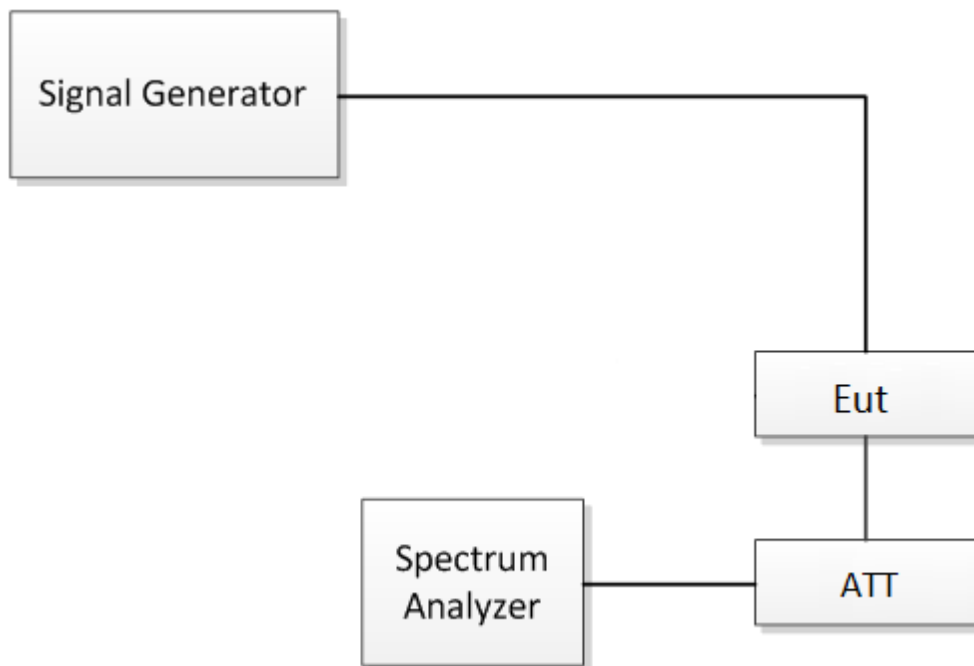 Signal Generator
Eut
Spectrum
Analyzer
ATT